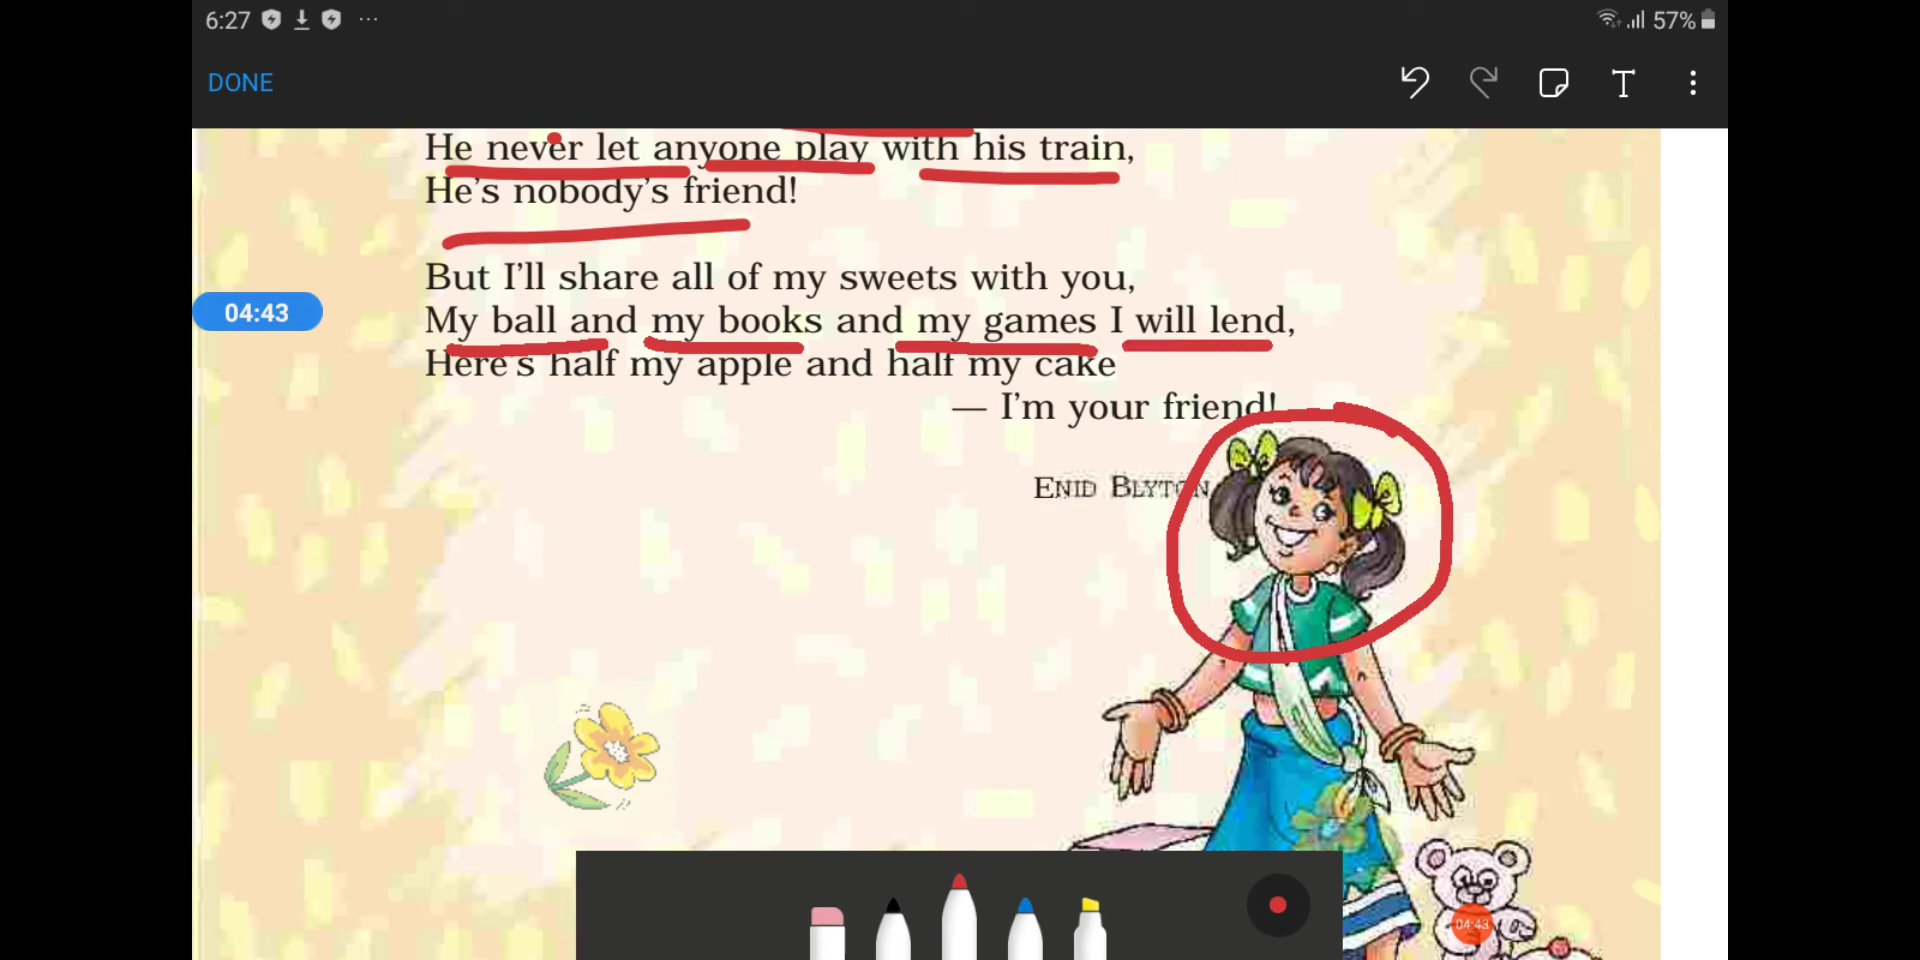 6:27
57%
DONE
T
He never let anyone play with his train,
He's nobody's friend!
But I'll share all of my sweets with you,
04:43
My ball and my books and my games I will lend,
Here's half my apple and half my cake
— I'm your friend!
ENID BLYTON
04:43